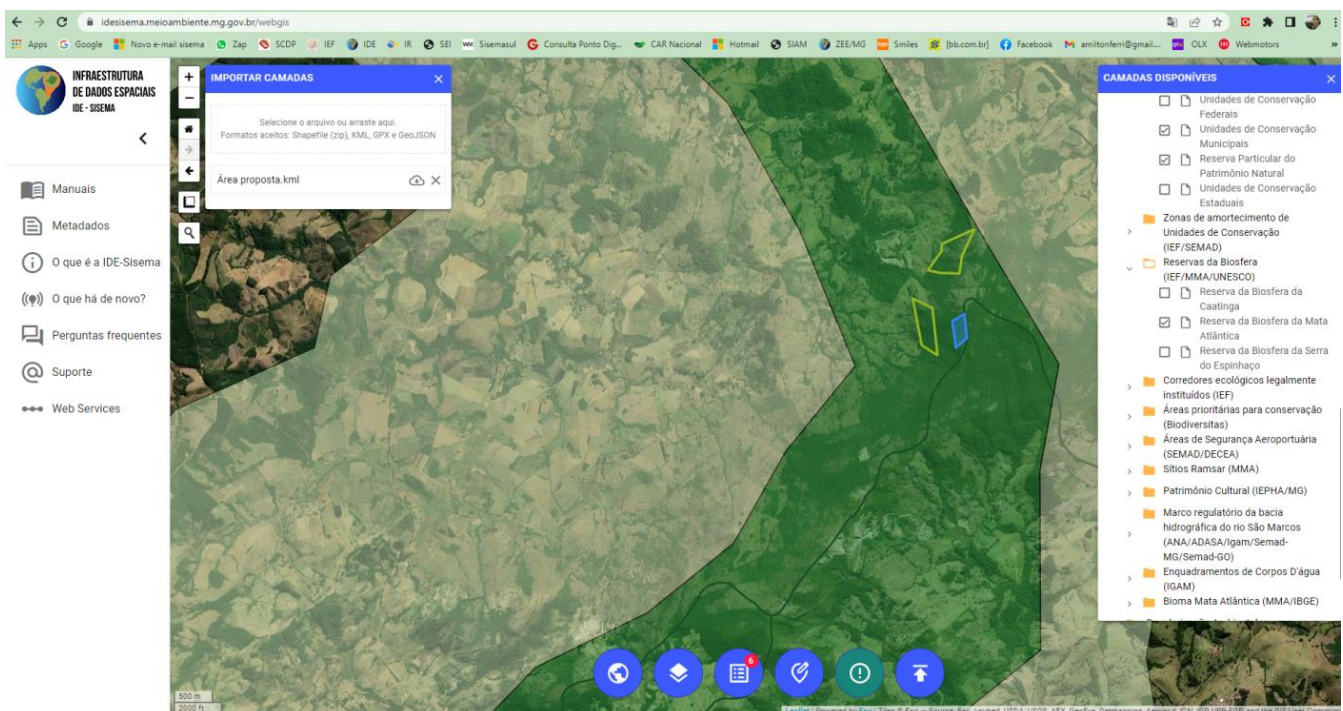 idesisema.meioambiente.mg.gov.br/webgis
Apps Google Novo e-mail sisema Zap SCDP IEF IDE IR SEI Sisemasul Consulta Ponto Dig... CAR Nacional Hotmail SIAM ZEE/MG Smiles [bb.com.br] Facebook amiltonferri@gmail.... OLX Webmotors »
INFRAESTRUTURA
DE DADOS ESPACIAIS
IDE - SISEMA
Manuais
Metadados
O que é a IDE-Sisema
O que há de novo?
Perguntas frequentes
Suporte
Web Services
+
−
IMPORTAR CAMADAS
Selecione o arquivo ou arraste aqui.
Formatos aceitos: Shapefile (zip), KML, GPX e GeoJSON
Área proposta.kml
CAMADAS DISPONÍVEIS
Unidades de Conservação
Federais
Unidades de Conservação
Municipais
Reserva Particular do
Patrimônio Natural
Unidades de Conservação
Estaduais
Zonas de amortecimento de
Unidades de Conservação
(IEF/SEMAD)
Reservas da Biosfera
(IEF/MMA/UNESCO)
Reserva da Biosfera da
Caatinga
Reserva da Biosfera da Mata
Atlântica
Reserva da Biosfera da Serra
do Espinhaço
Corredores ecológicos legalmente
instituídos (IEF)
Áreas prioritárias para conservação
(Biodiversitas)
Áreas de Segurança Aeroportuária
(SEMAD/DECEA)
Sítios Ramsar (MMA)
Patrimônio Cultural (IEPHA/MG)
Marco regulatório da bacia
hidrográfica do rio São Marcos
(ANA/ADASA/Igam/Semad-
MG/Semad-GO)
Enquadramentos de Corpos D'água
(IGAM)
Bioma Mata Atlântica (MMA/IBGE)
6
500 m
2000 ft